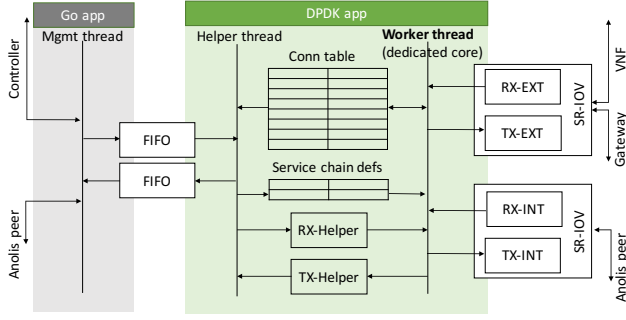 Go app
DPDK app
Mgmt thread
Helper thread
Worker thread
(dedicated core)
Controller
Conn table
RX-EXT
TX-EXT
SR-IOV
VNF
Gateway
FIFO
FIFO
Service chain defs
Anolis peer
RX-Helper
TX-Helper
RX-INT
TX-INT
SR-IOV
Anolis peer